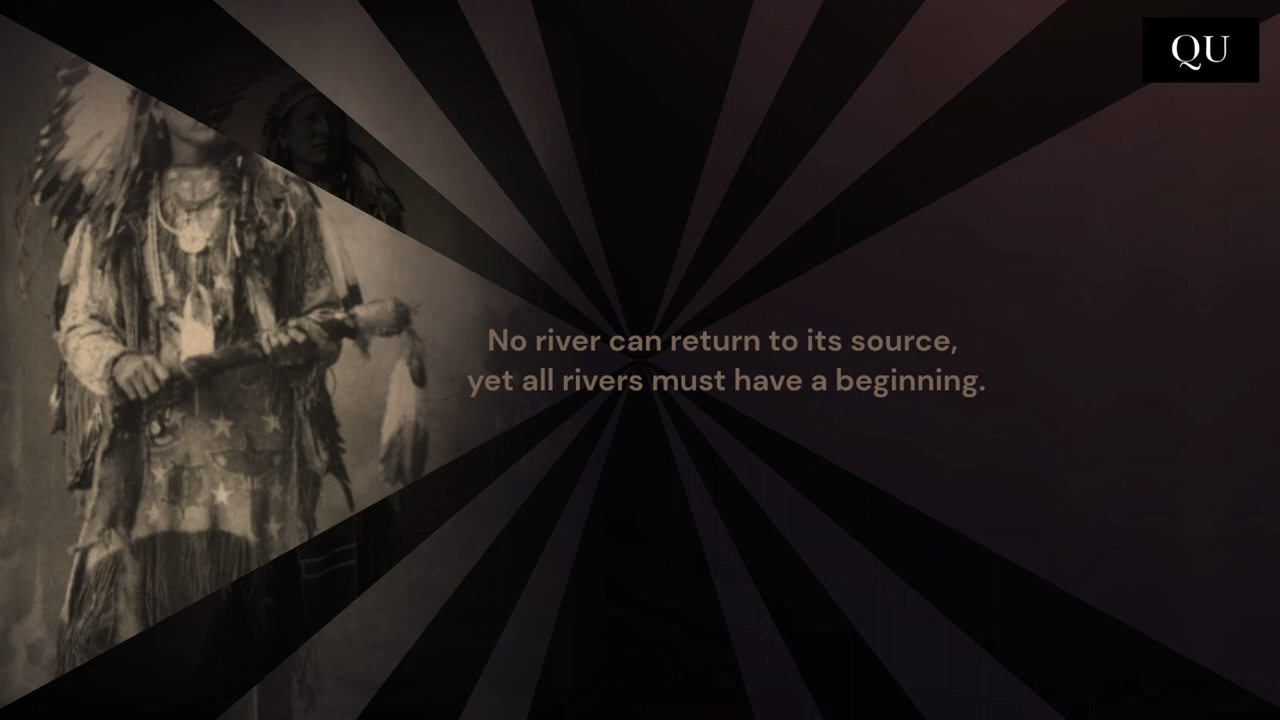 QU
No river can return to its source,
yet all rivers must have a beginning.